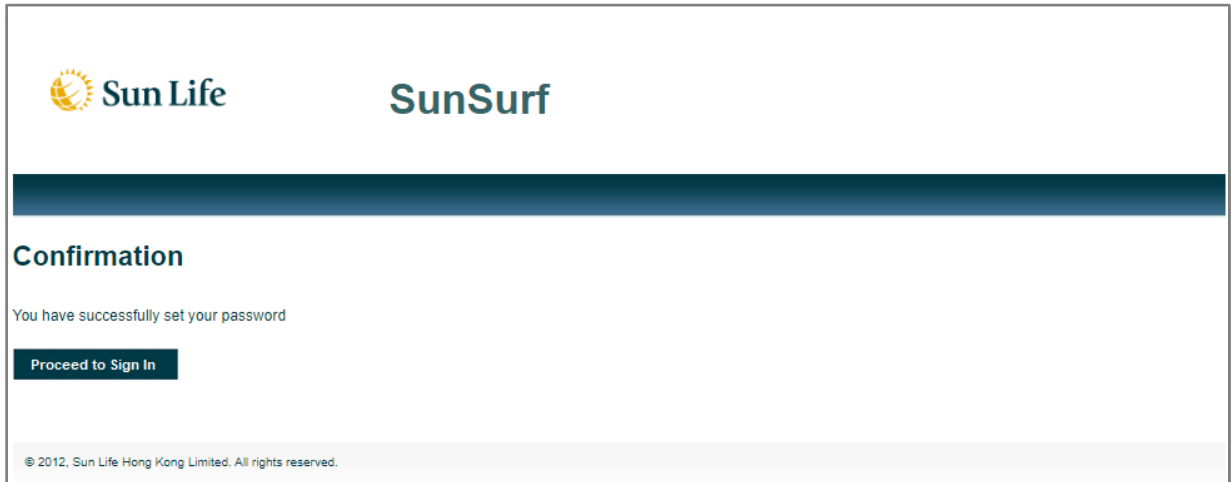 Sun Life
SunSurf
Confirmation
You have successfully set your password
Proceed to Sign In
© 2012, Sun Life Hong Kong Limited. All rights reserved.